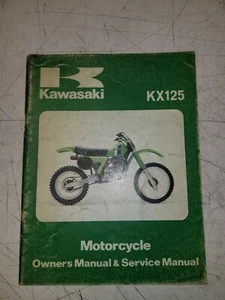 Kawasaki KX125
Motorcycle
Owners Manual & Service Manual